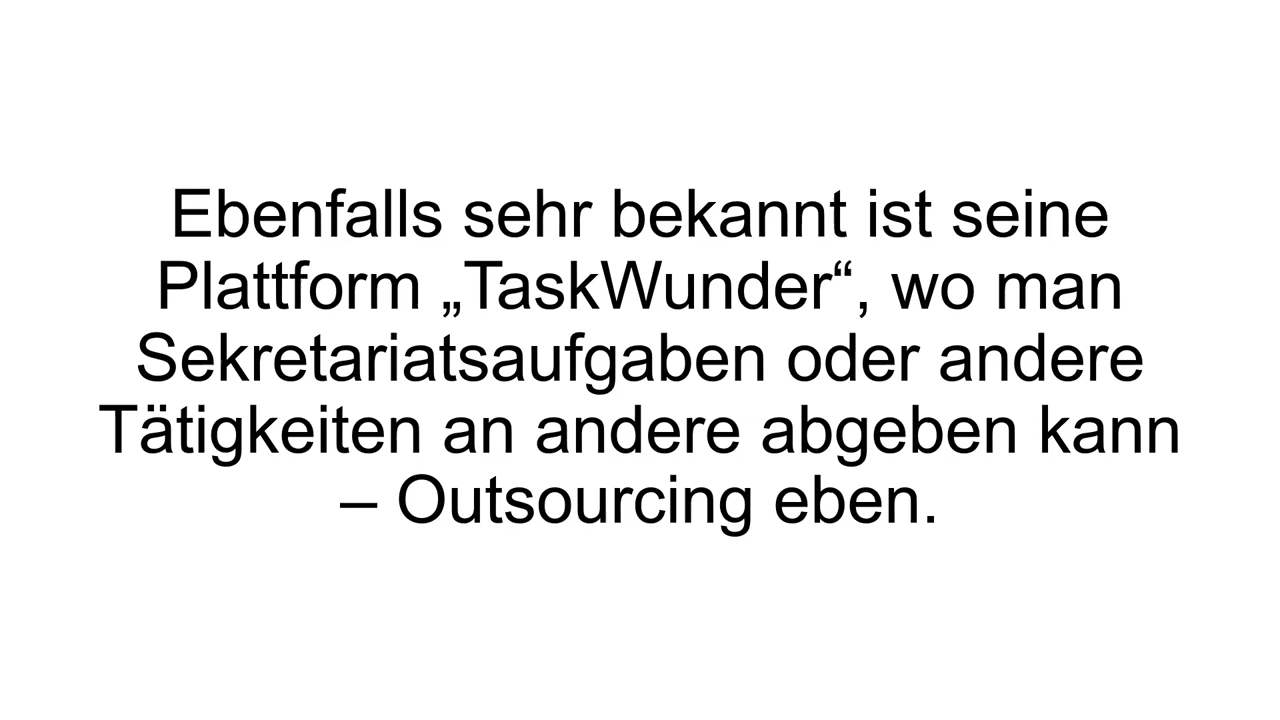 Ebenfalls sehr bekannt ist seine
Plattform „TaskWunder“, wo man
Sekretariatsaufgaben oder andere
Tätigkeiten an andere abgeben kann
– Outsourcing eben.